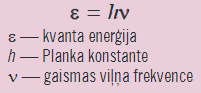 ε = hν
ε — kvanta enerģija
h — Planka konstante
ν — gaismas viļņa frekvence